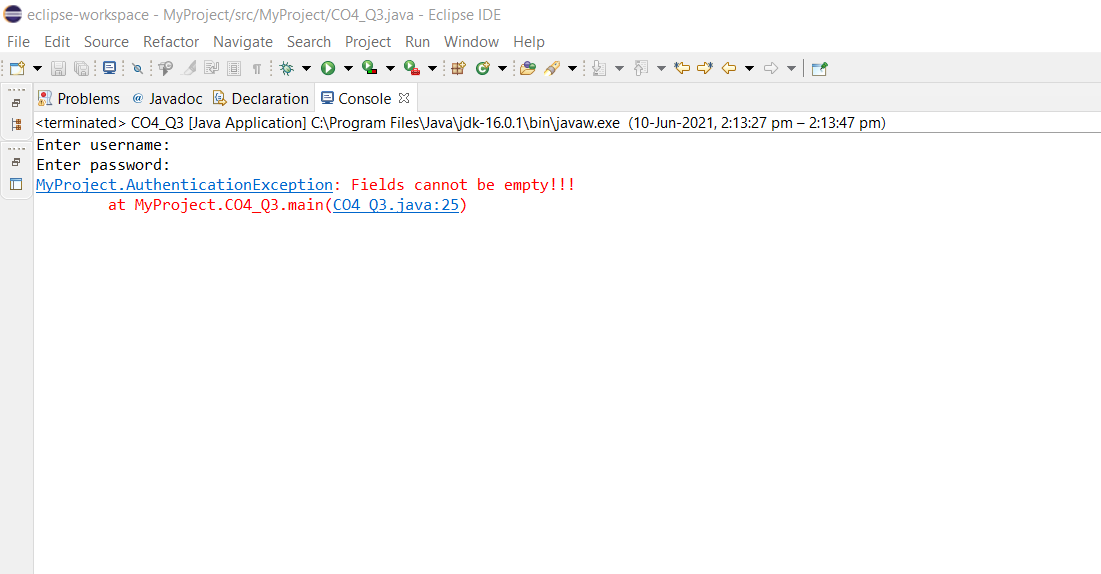 eclipse-workspace - MyProject/src/MyProject/CO4_Q3.java - Eclipse IDE
File Edit Source Refactor Navigate Search Project Run Window Help
Problems @ Javadoc Declaration Console
<terminated> CO4_Q3 [Java Application] C:\Program Files\Java\jdk-16.0.1\bin\javaw.exe (10-Jun-2021, 2:13:27 pm – 2:13:47 pm)
Enter username:
Enter password:
MyProject.AuthenticationException: Fields cannot be empty!!!
at MyProject.CO4_Q3.main(CO4_Q3.java:25)